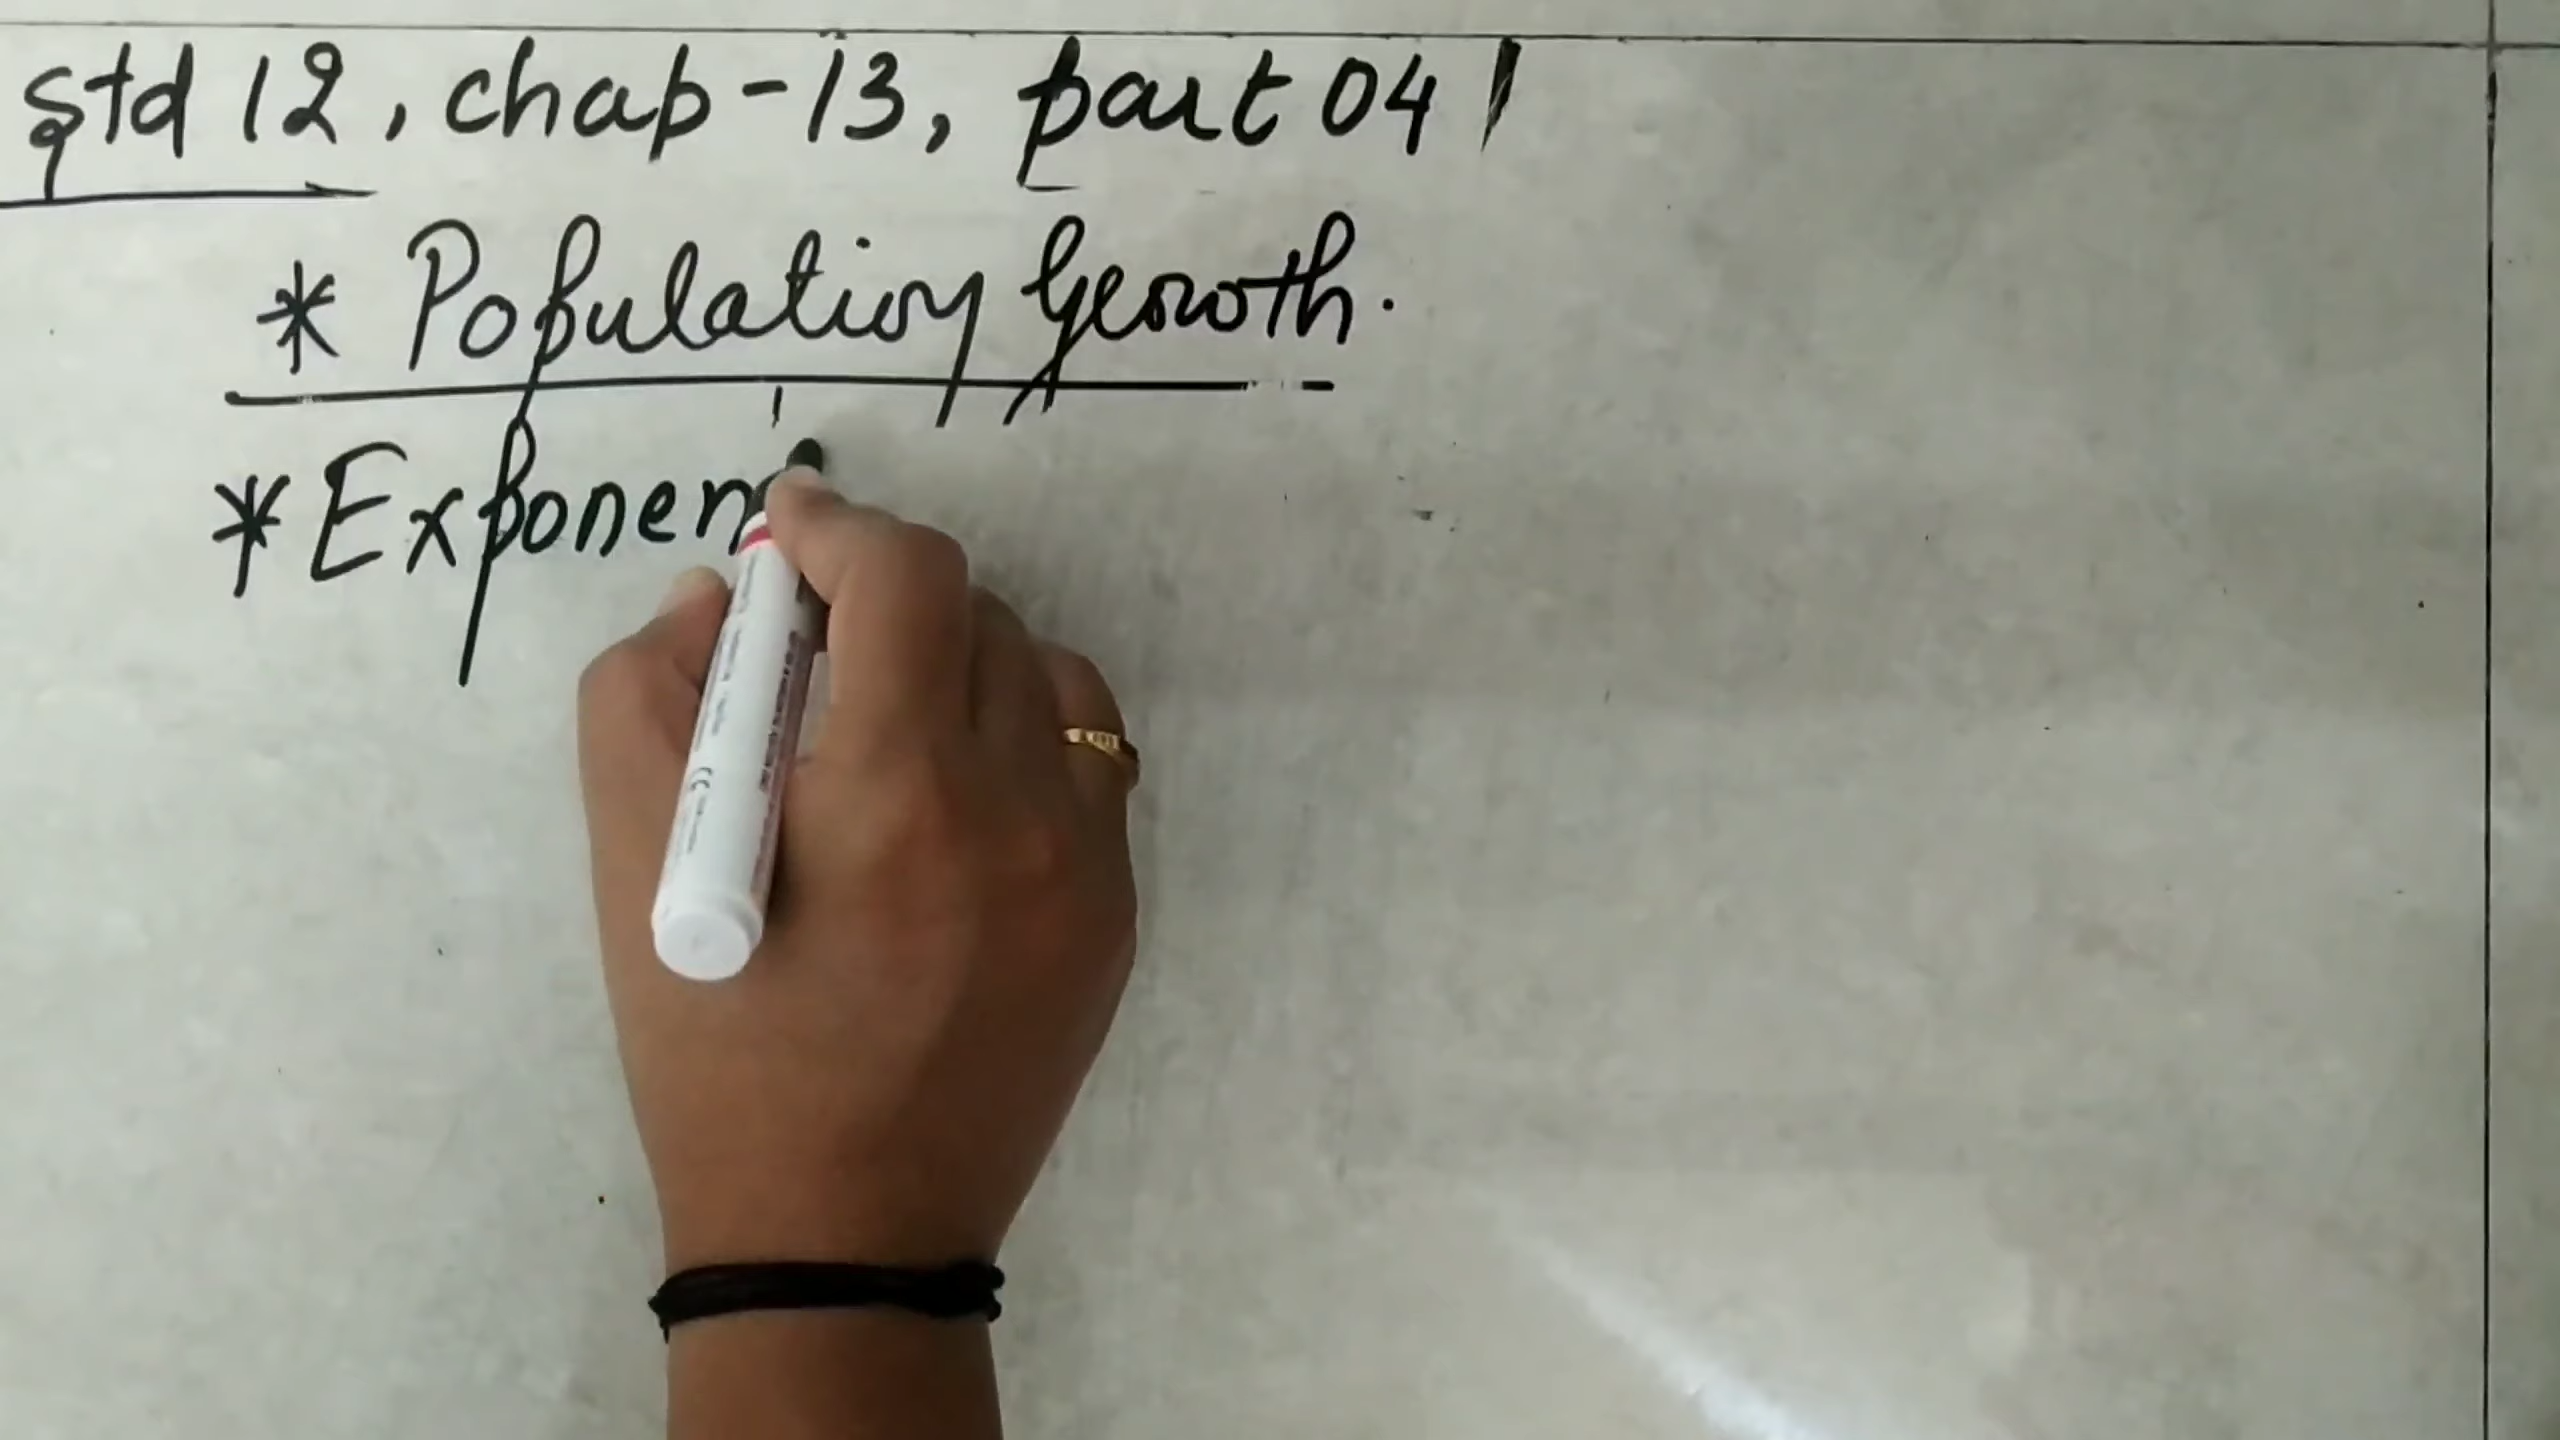 std 12, chap-13, part 04
* Population Growth.
* Exponen